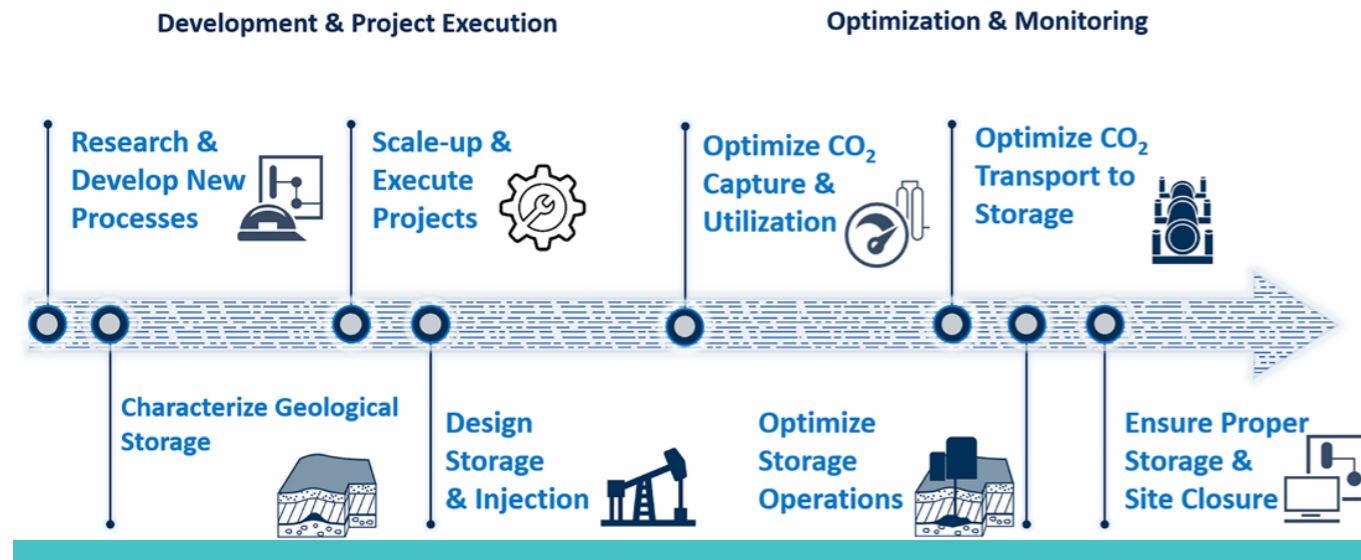 Development & Project Execution
Optimization & Monitoring
Research &
Develop New
Processes
Scale-up &
Execute
Projects
Optimize CO₂
Capture &
Utilization
Optimize CO₂
Transport to
Storage
Characterize Geological
Storage
Design
Storage
& Injection
Optimize
Storage
Operations
Ensure Proper
Storage &
Site Closure